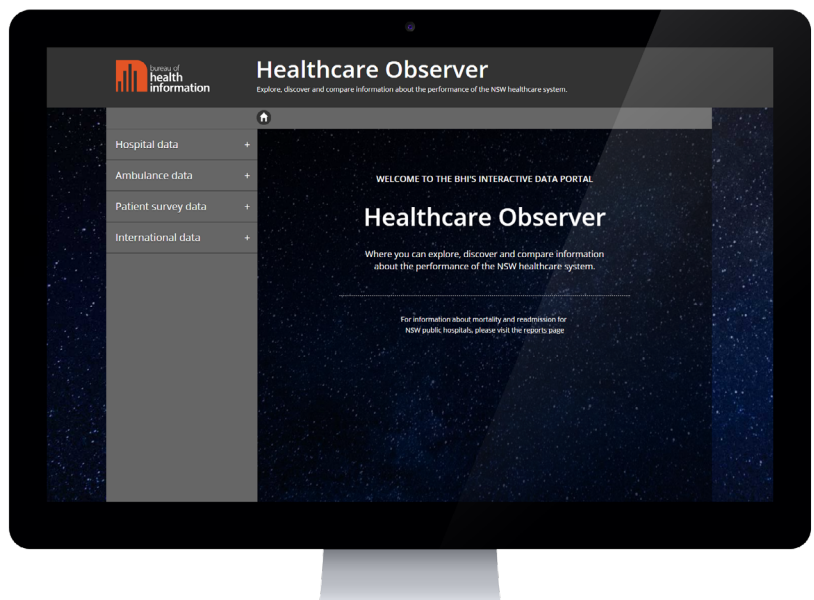 bureau of
health
information
Healthcare Observer
Explore, discover and compare information about the performance of the NSW healthcare system.
Hospital data +
Ambulance data +
Patient survey data +
International data +
WELCOME TO THE BHI'S INTERACTIVE DATA PORTAL
Healthcare Observer
Where you can explore, discover and compare information
about the performance of the NSW healthcare system.
For information about mortality and readmission for
NSW public hospitals, please visit the reports page